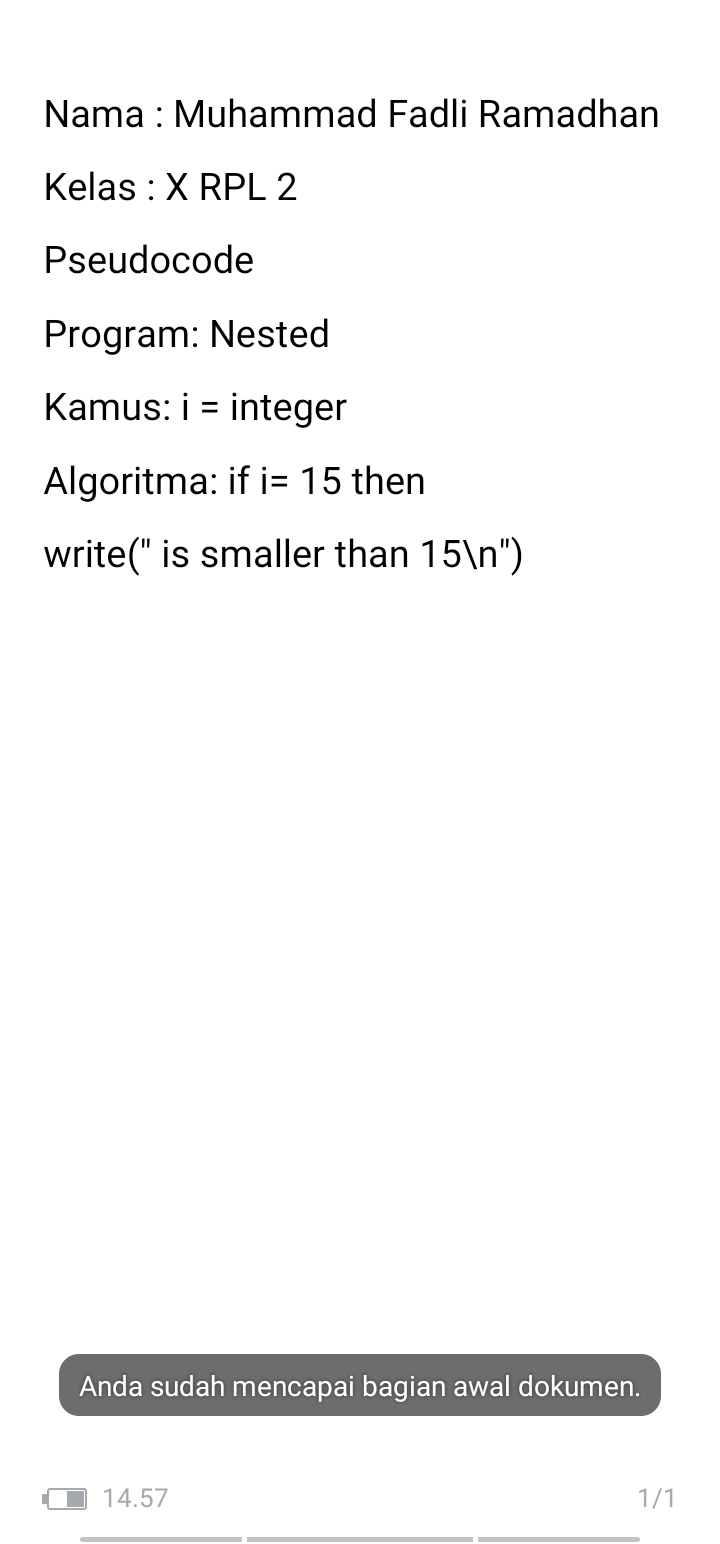 Nama : Muhammad Fadli Ramadhan
Kelas : X RPL 2
Pseudocode
Program: Nested
Kamus: i = integer
Algoritma: if i= 15 then
write(" is smaller than 15\n")
Anda sudah mencapai bagian awal dokumen.
14.57
1/1